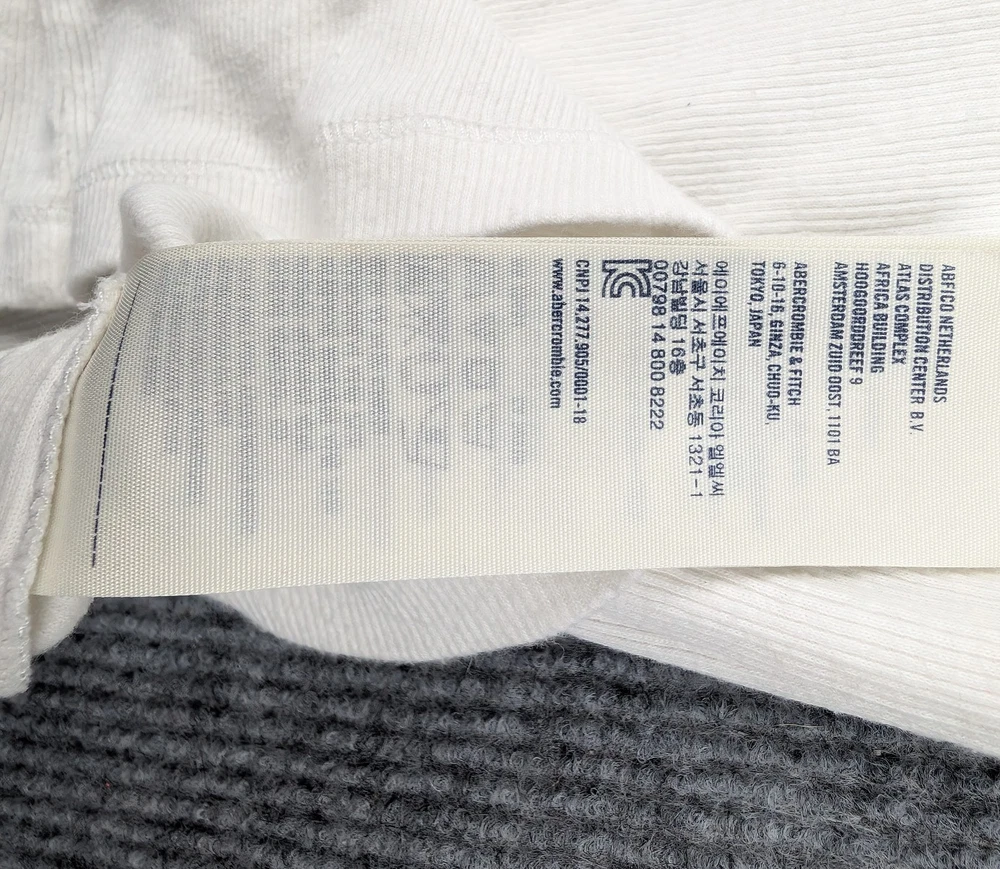 ABFICO NETHERLANDS
DISTRIBUTION CENTER B.V.
ATLAS COMPLEX
AFRICA BUILDING
HOOGOORDDREEF 9
AMSTERDAM ZUID OOST, 1101 BA
ABERCROMBIE & FITCH
6-10-16, GINZA, CHUO-KU,
TOKYO, JAPAN
에이에프에이치 코리아 엘엘씨
서울시 서초구 서초동 1321-1
강남빌딩 16층
00798 14 800 8222
CNPJ 14.277.905/0001-18
www.abercrombie.com